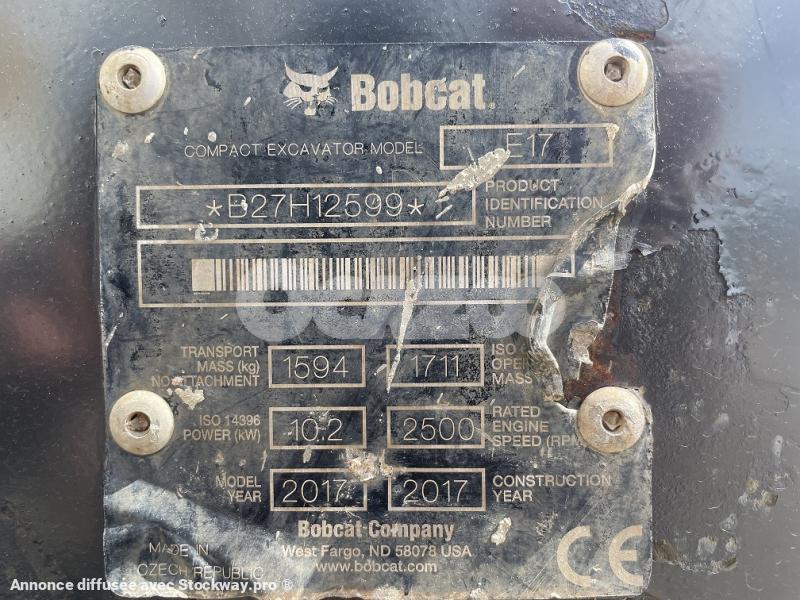 Bobcat.
COMPACT EXCAVATOR MODEL E17
*B27H12599*
PRODUCT
IDENTIFICATION
NUMBER
TRANSPORT
MASS (kg)
NO ATTACHMENT
1594
1711
ISO
MASS
ISO 14396
POWER (kW)
10.2
2500
RATED
ENGINE
SPEED (RPM
MODEL
YEAR
2017
2017
CONSTRUCTION
YEAR
Bobcat Company
West Fargo, ND 58078 USA
www.bobcat.com
MADE IN
CZECH REPUBLIC
CE
Annonce diffusée avec Stockway.pro ®